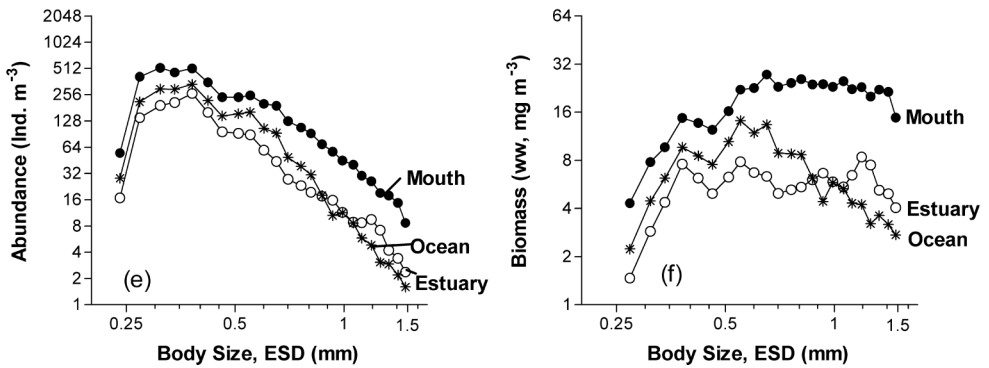 2048
1024
512
256
128
64
32
16
8
4
2
1
Abundance (Ind. m⁻³)
Mouth
Ocean
Estuary
(e)
0.25
0.5
1
1.5
Body Size, ESD (mm)
64
32
16
8
4
2
1
Biomass (ww, mg m⁻³)
Mouth
Estuary
Ocean
(f)
0.25
0.5
1
1.5
Body Size, ESD (mm)